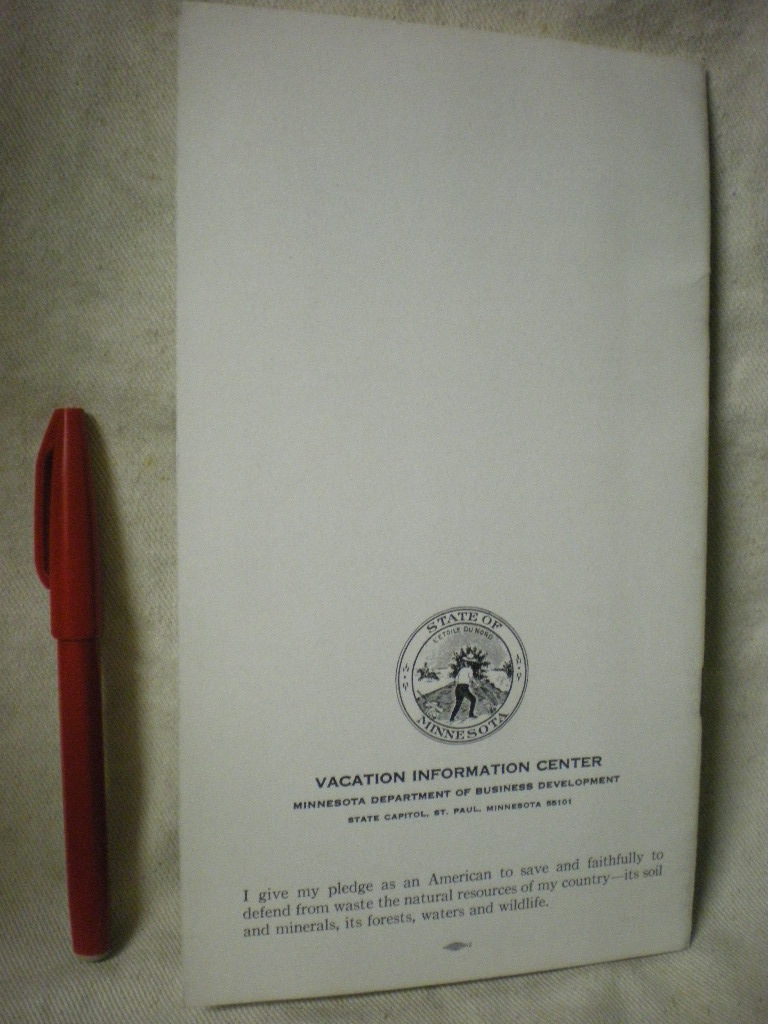 STATE OF
L'ETOILE DU NORD
MINNESOTA
VACATION INFORMATION CENTER
MINNESOTA DEPARTMENT OF BUSINESS DEVELOPMENT
STATE CAPITOL, ST. PAUL, MINNESOTA 55101
I give my pledge as an American to save and faithfully to
defend from waste the natural resources of my country—its soil
and minerals, its forests, waters and wildlife.